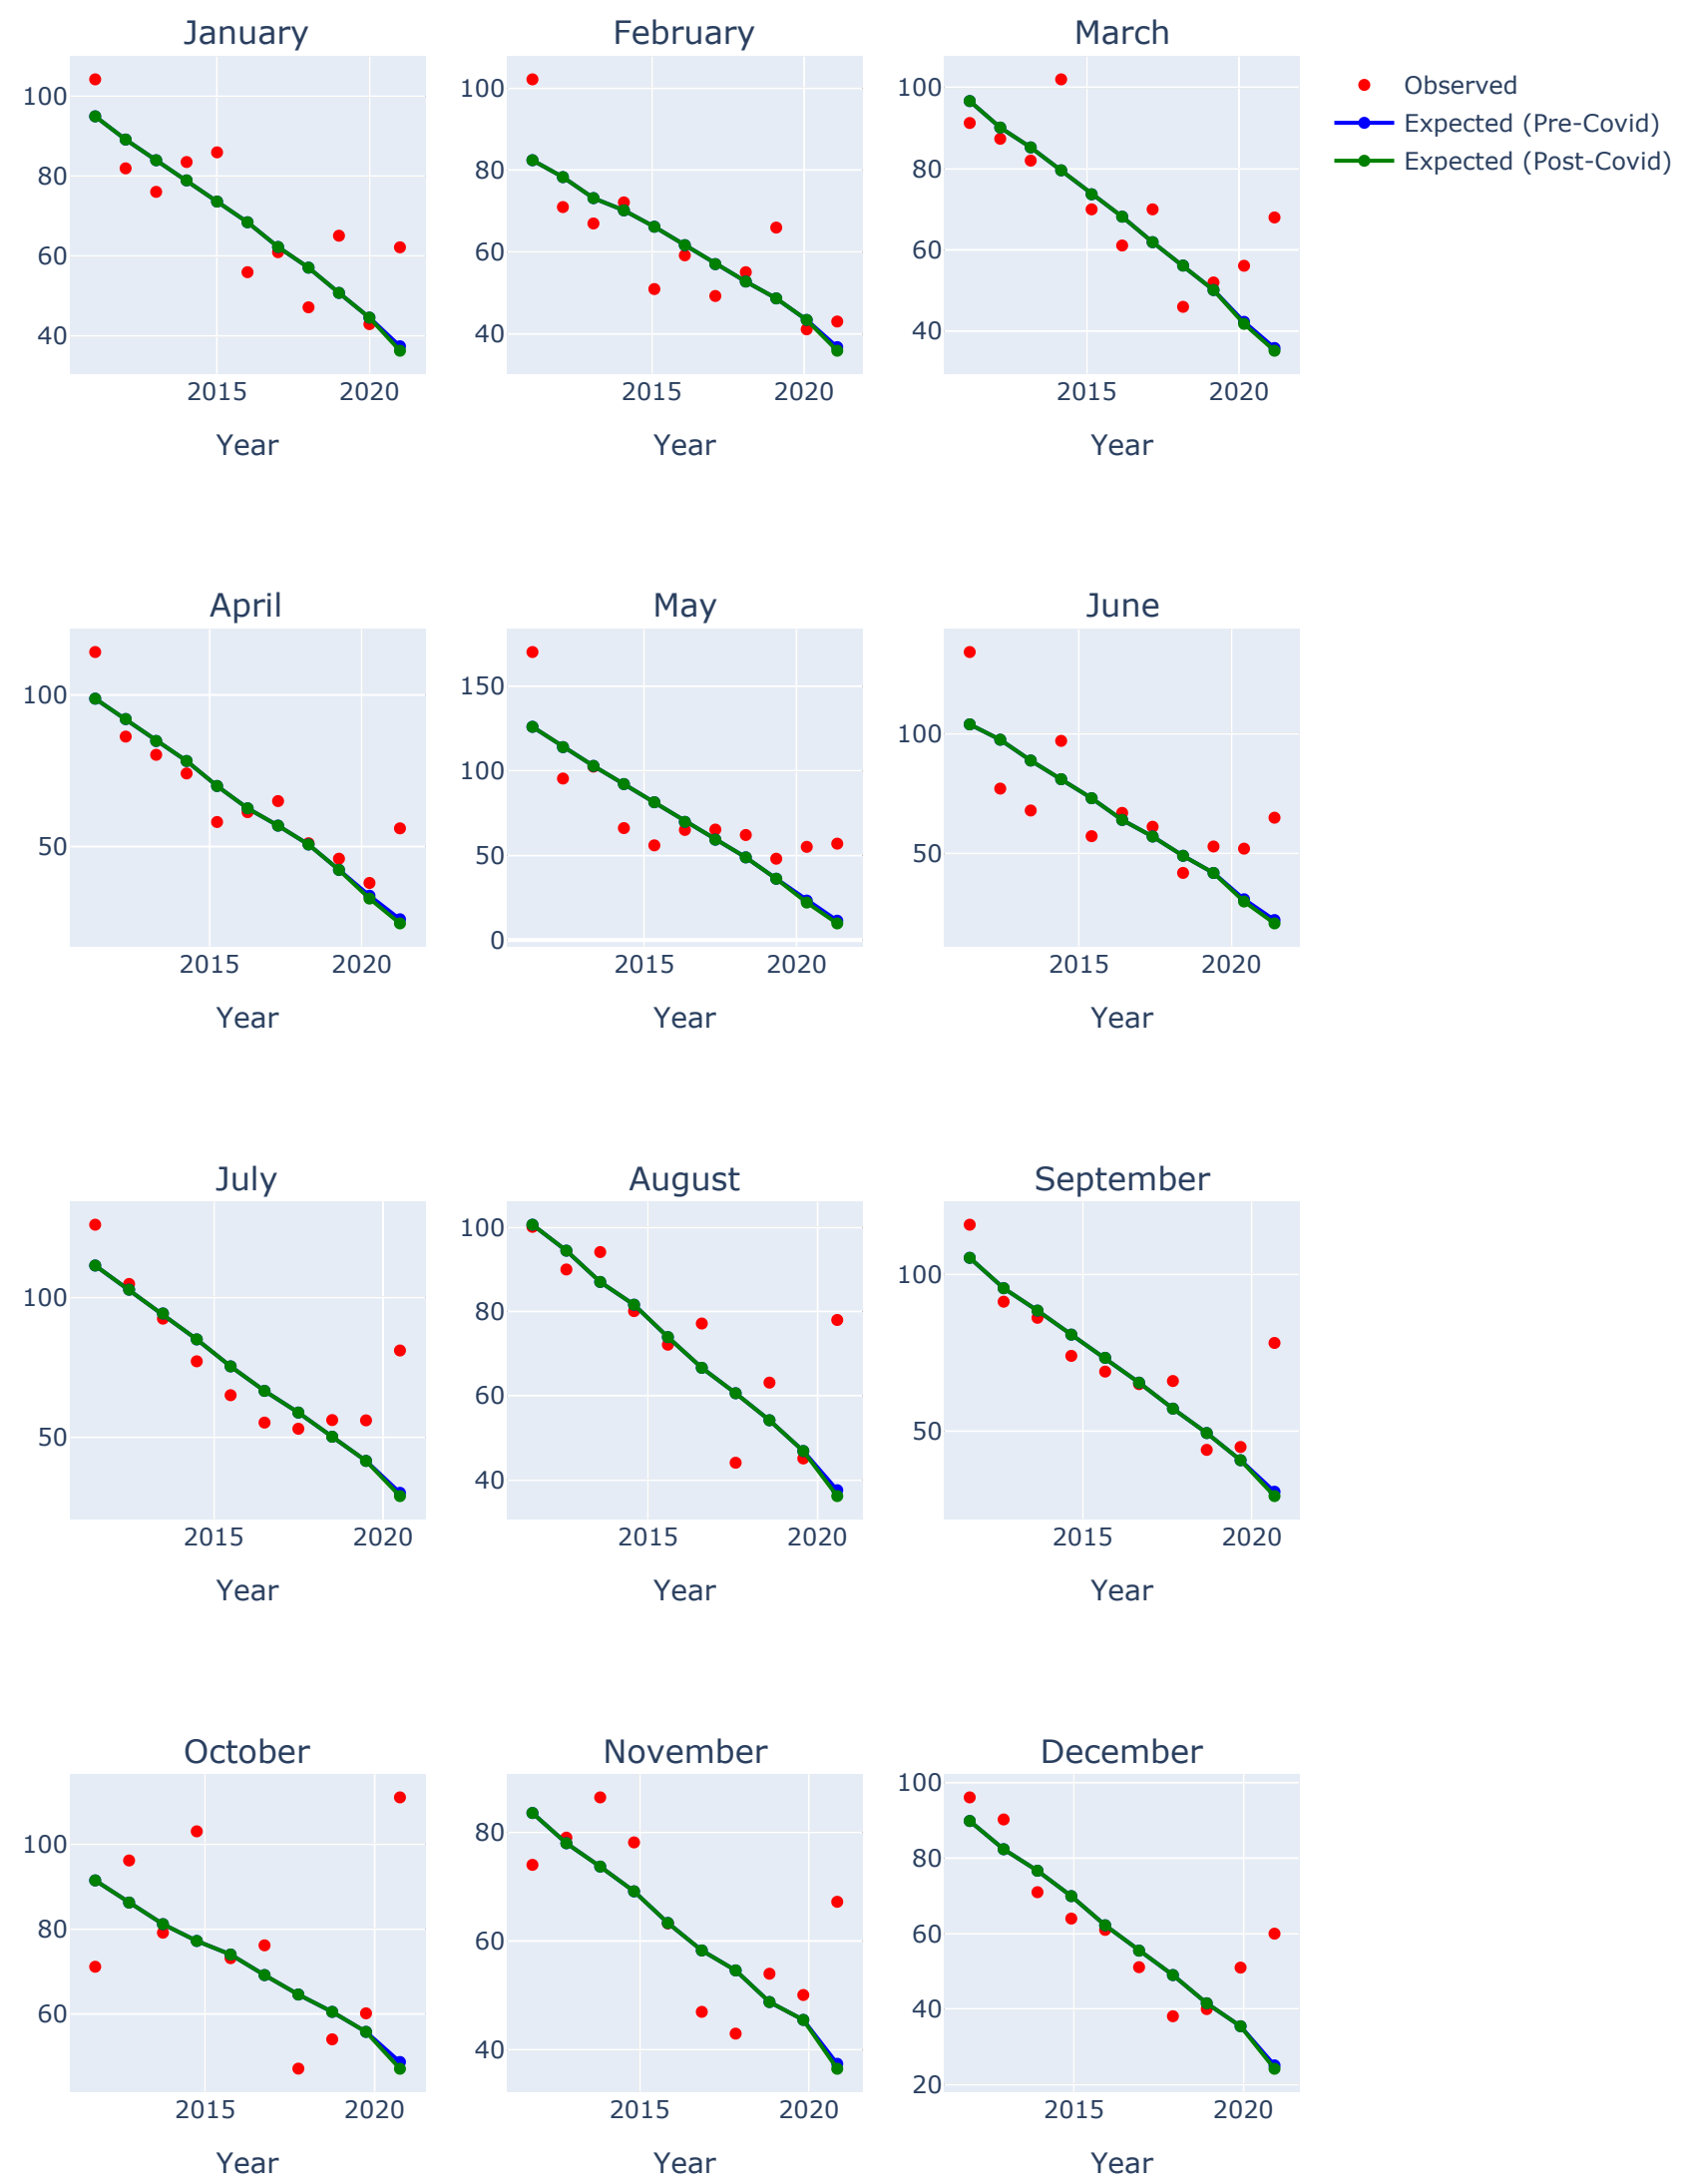 January February March
100
80
60
40
2015 2020
Year
100
80
60
40
2015 2020
Year
100
80
60
40
2015 2020
Year
Observed
Expected (Pre-Covid)
Expected (Post-Covid)
April May June
100
50
2015 2020
Year
150
100
50
0
2015 2020
Year
100
50
2015 2020
Year
July August September
100
50
2015 2020
Year
100
80
60
40
2015 2020
Year
100
50
2015 2020
Year
October November December
100
80
60
2015 2020
Year
80
60
40
2015 2020
Year
100
80
60
40
20
2015 2020
Year